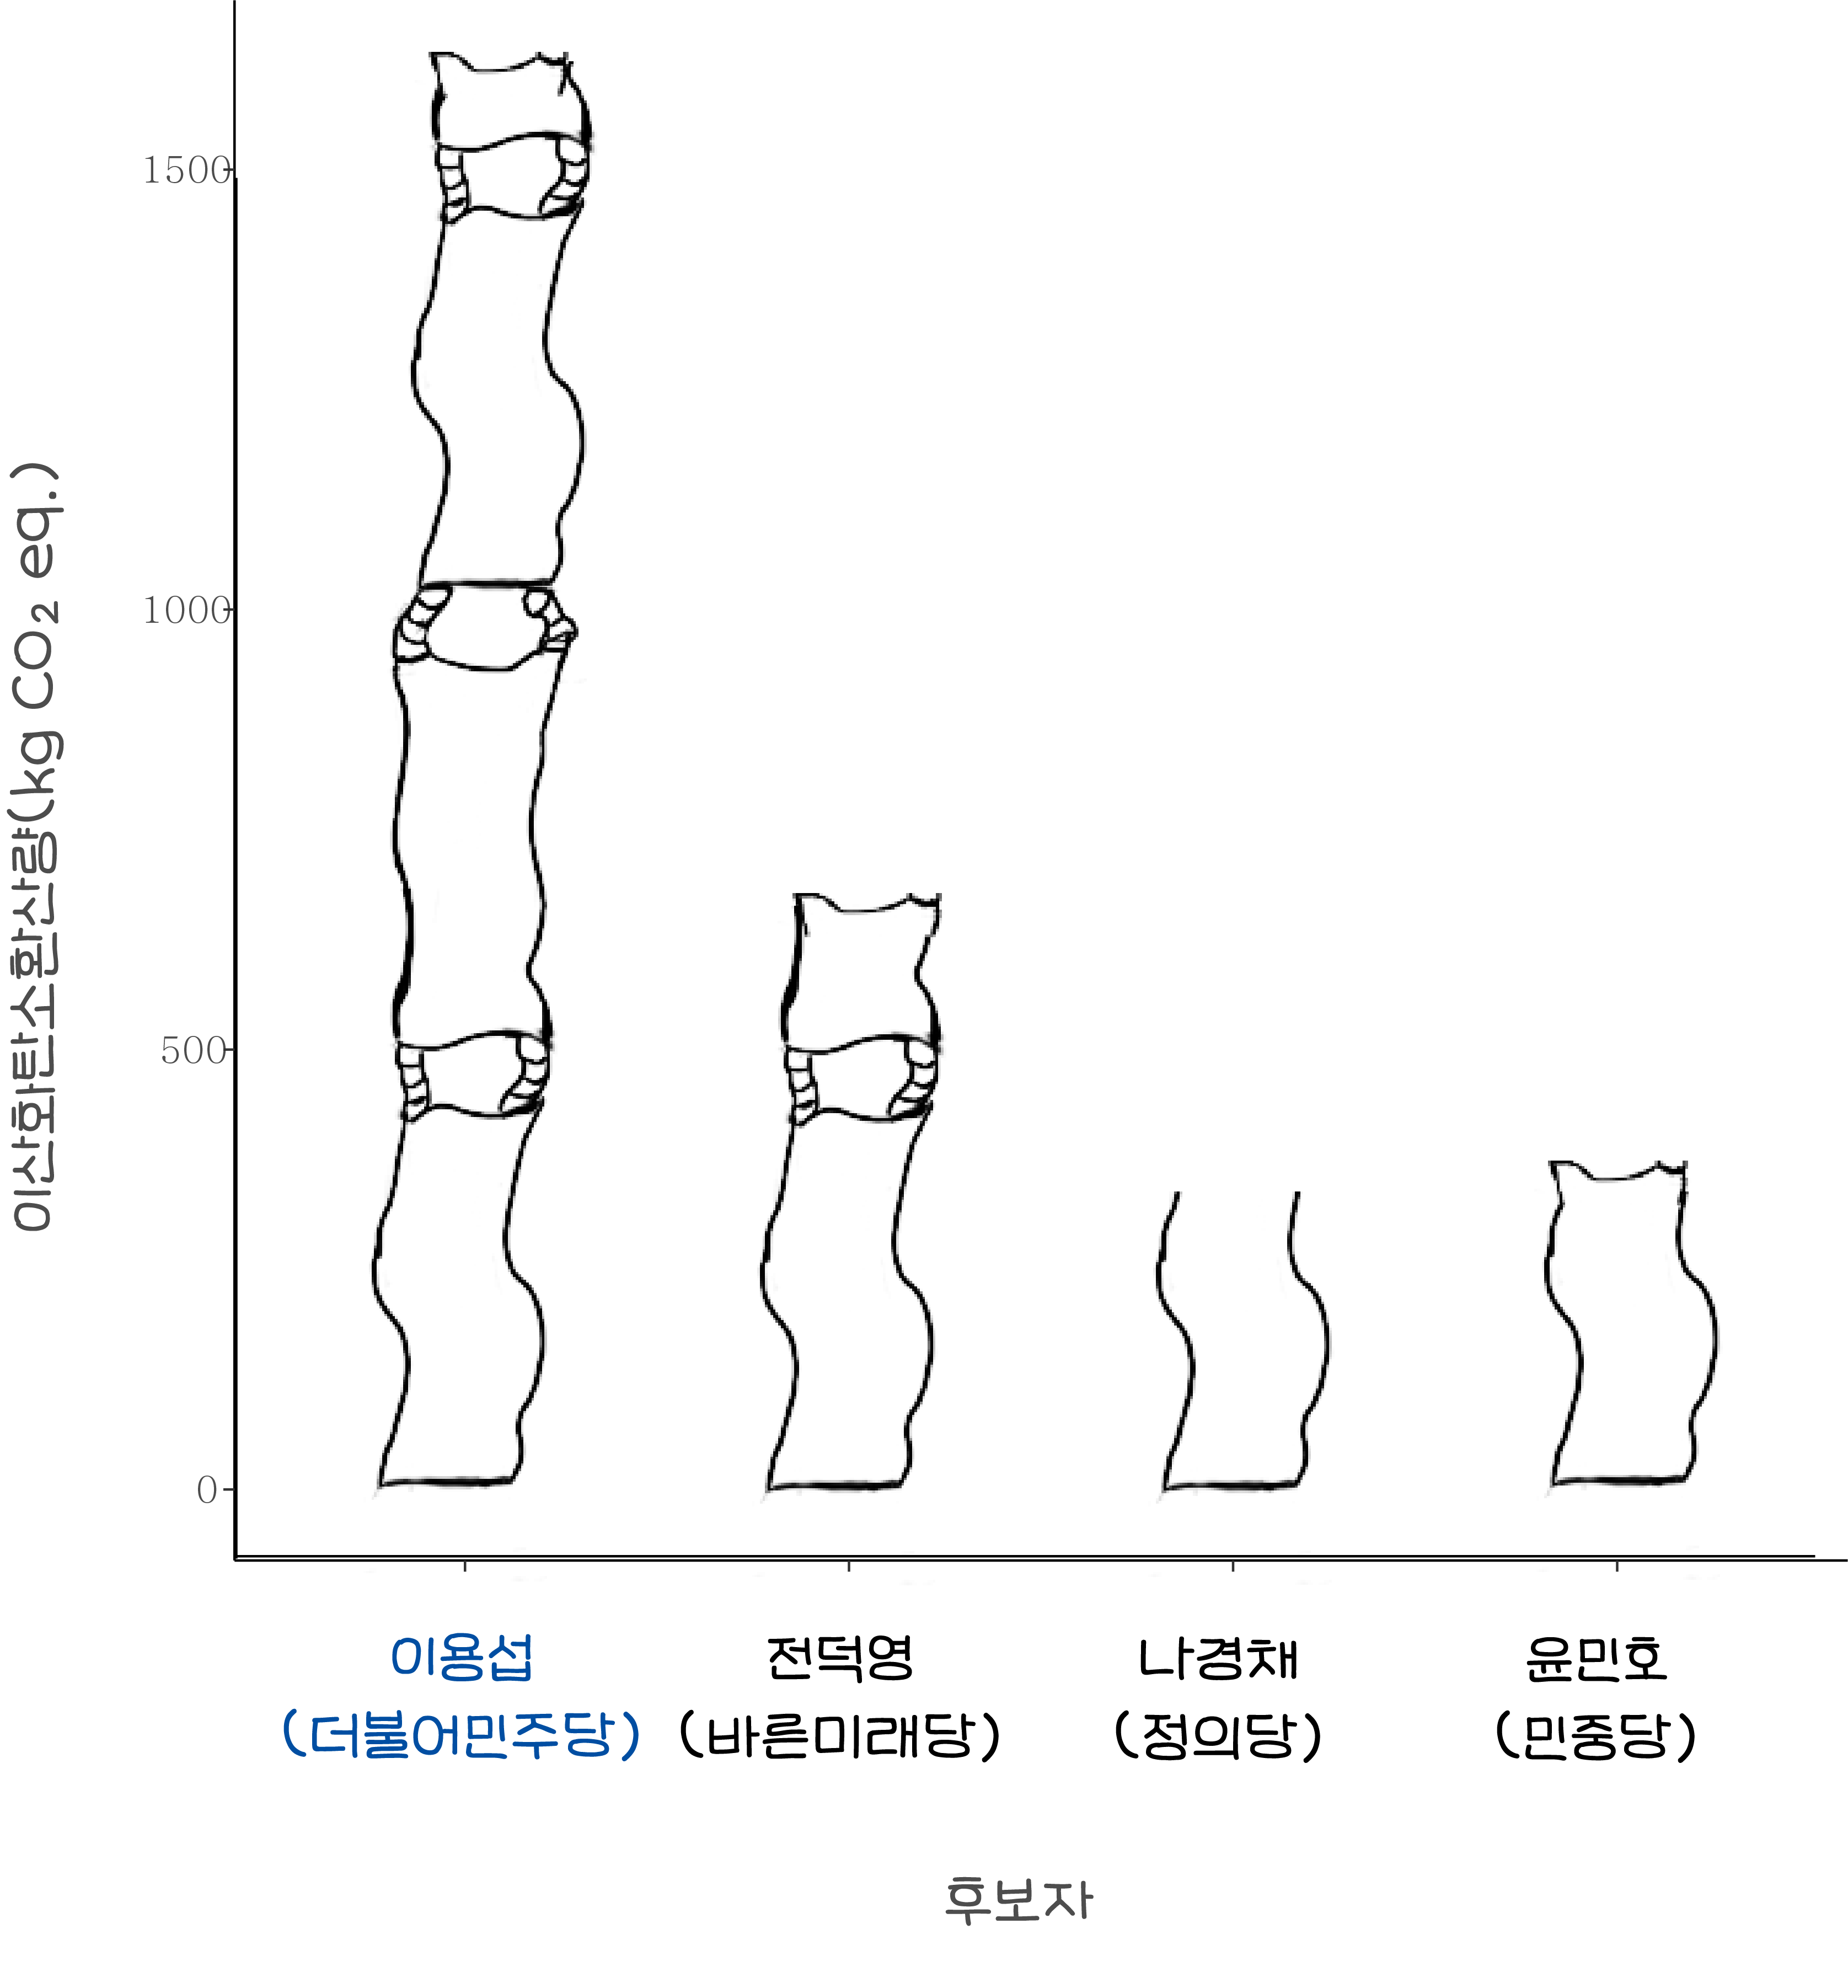 이산화탄소환산량(kg CO₂ eq.)
1500
1000
500
0
이용섭 전덕영 나경채 윤민호
(더불어민주당) (바른미래당) (정의당) (민중당)
후보자